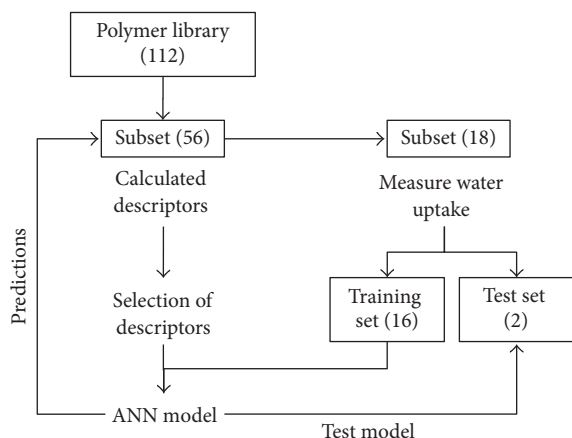 Polymer library
(112)
Subset (56)
Subset (18)
Calculated
descriptors
Measure water
uptake
Predictions
Selection of
descriptors
Training
set (16)
Test set
(2)
ANN model
Test model